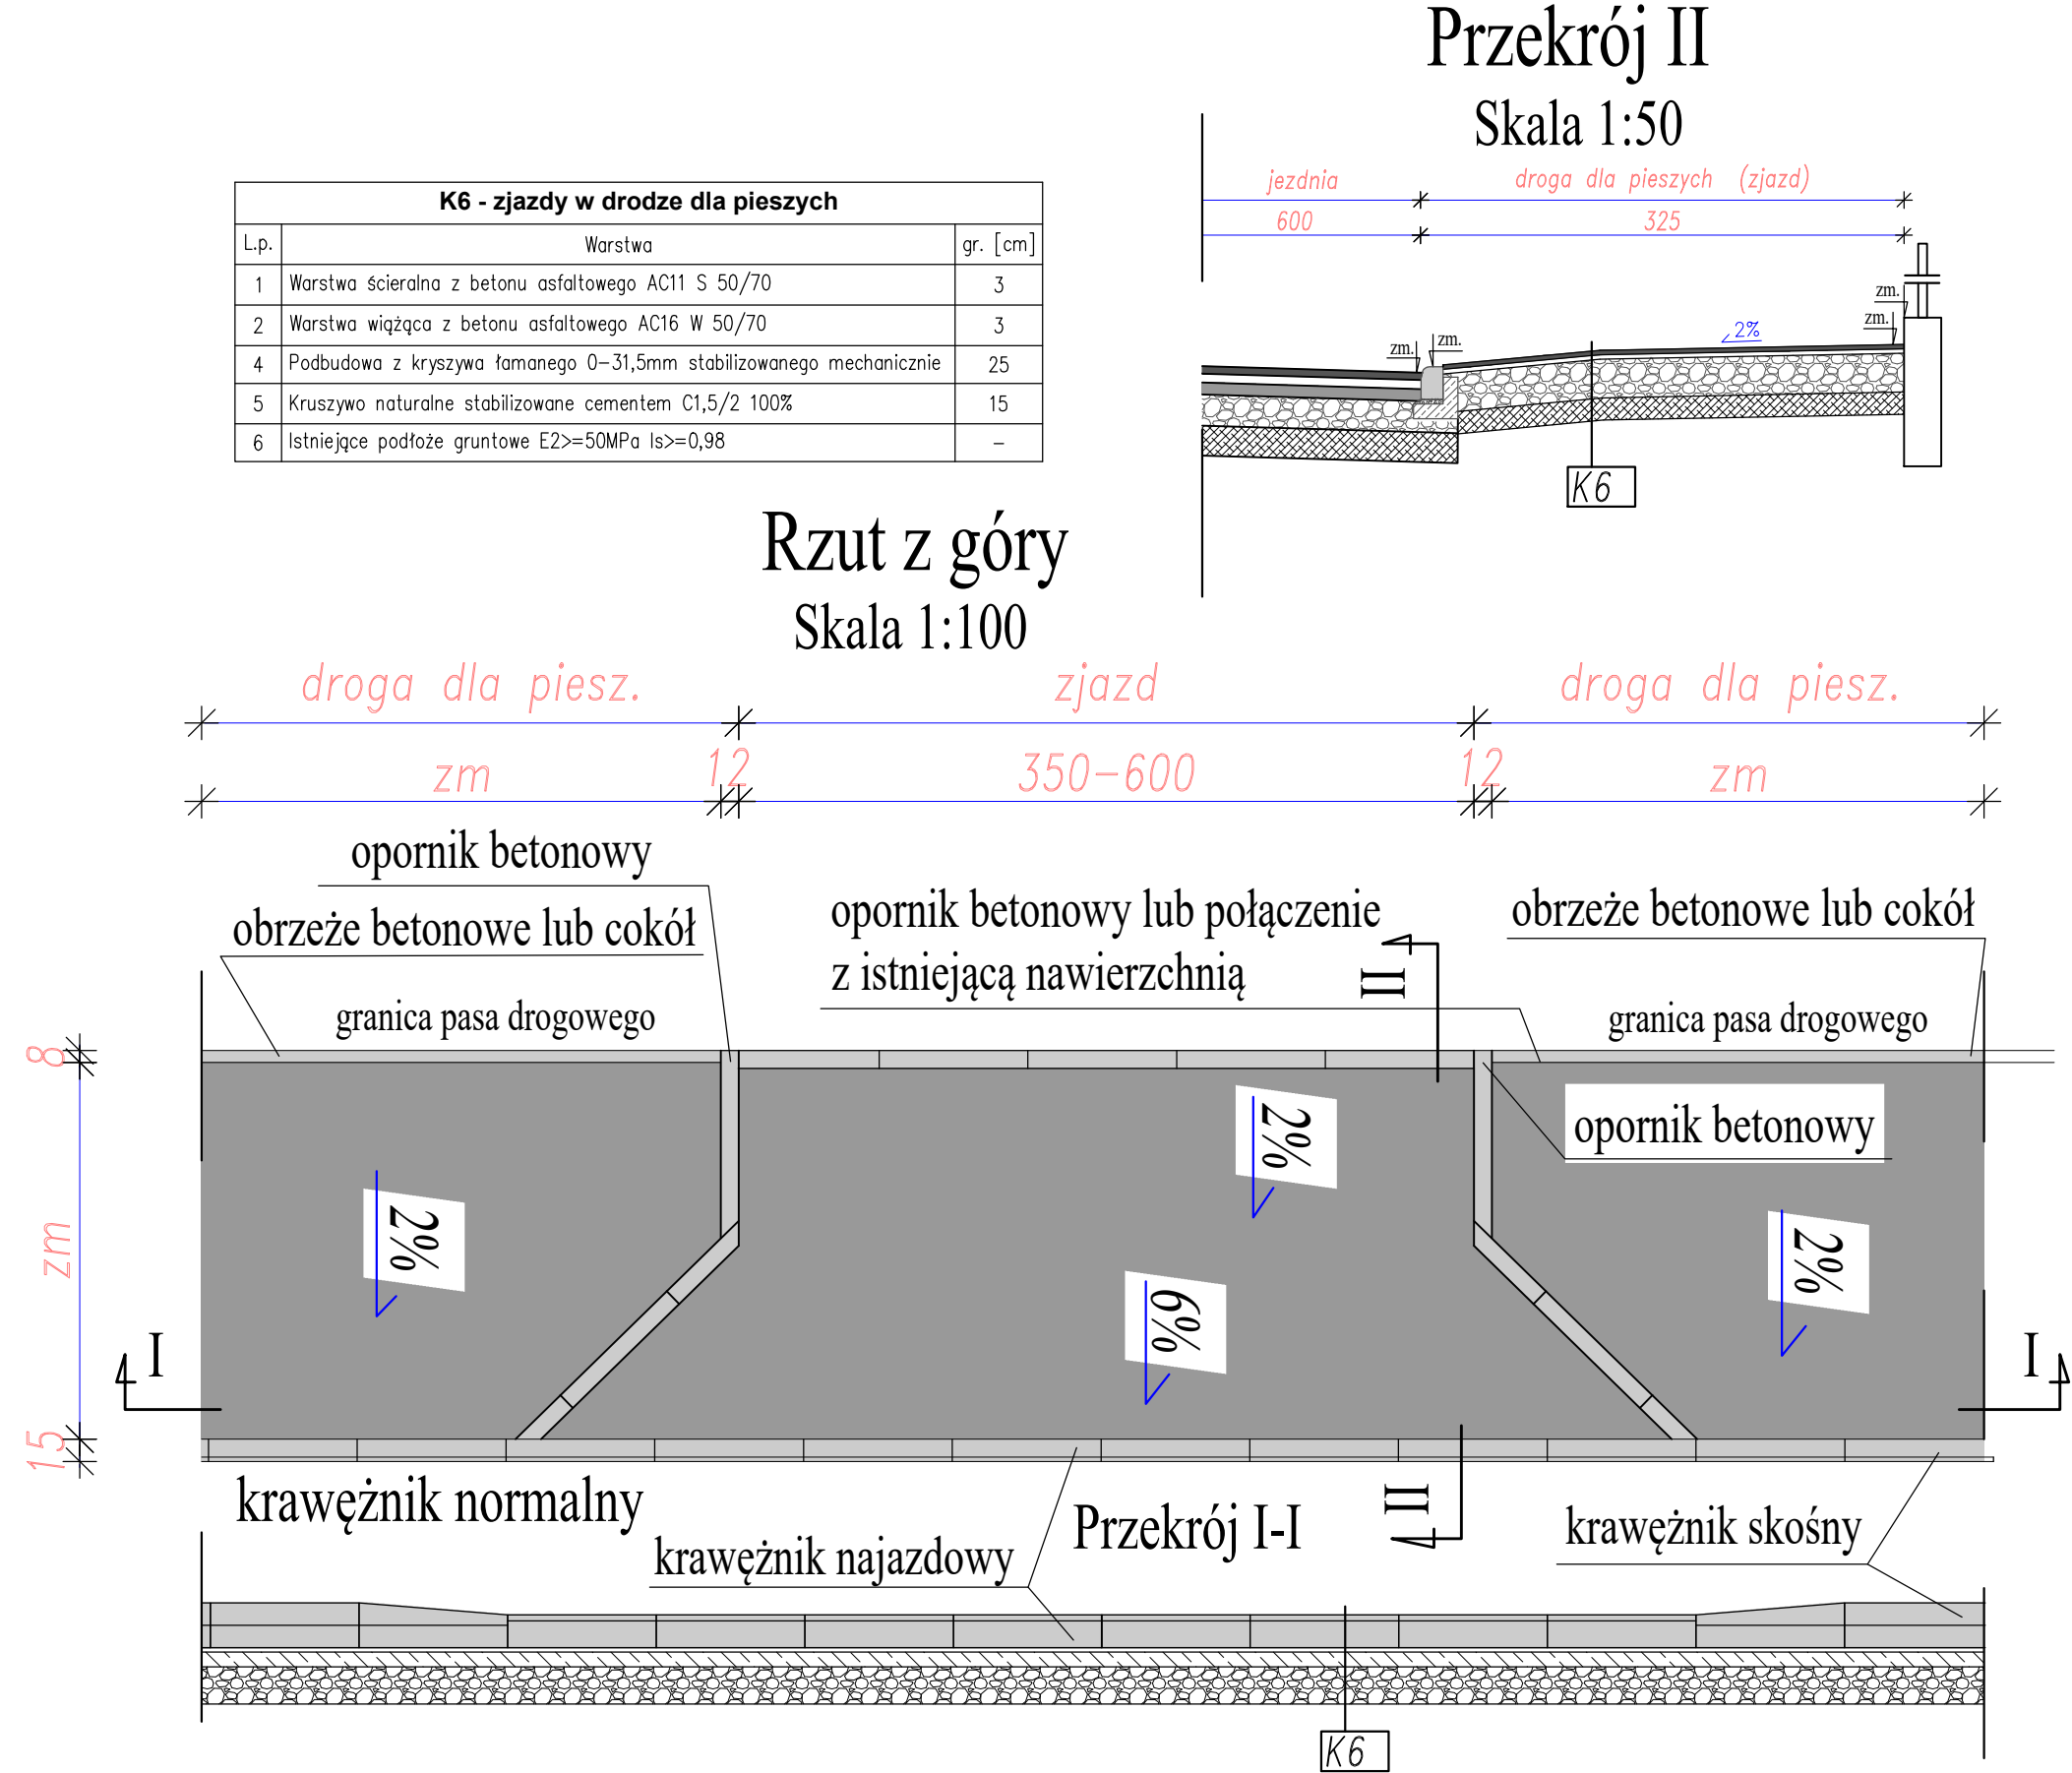 Przekrój II
Skala 1:50
jezdnia
droga dla pieszych (zjazd)
600
325
K6 - zjazdy w drodze dla pieszych
L.p. Warstwa gr. [cm]
1 Warstwa ścieralna z betonu asfaltowego AC11 S 50/70 3
2 Warstwa wiążąca z betonu asfaltowego AC16 W 50/70 3
4 Podbudowa z kryszywa łamanego 0-31,5mm stabilizowanego mechanicznie 25
5 Kruszywo naturalne stabilizowane cementem C1,5/2 100% 15
6 Istniejące podłoże gruntowe E2>=50MPa Is>=0,98 -
zm.
zm.
2%
zm.
zm.
K6
Rzut z góry
Skala 1:100
droga dla piesz.
zjazd
droga dla piesz.
zm
12
350-600
12
zm
opornik betonowy
obrzeże betonowe lub cokół
opornik betonowy lub połączenie
z istniejącą nawierzchnią
obrzeże betonowe lub cokół
II
granica pasa drogowego
granica pasa drogowego
8
2%
opornik betonowy
zm
2%
6%
2%
I
I
15
krawężnik normalny
II
Przekrój I-I
krawężnik najazdowy
krawężnik skośny
K6